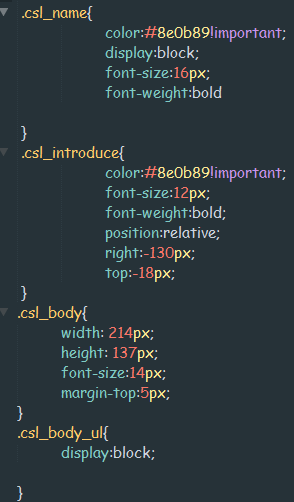 .csl_name{
color:#8e0b89!important;
display:block;
font-size:16px;
font-weight:bold
}
.csl_introduce{
color:#8e0b89!important;
font-size:12px;
font-weight:bold;
position:relative;
right:-130px;
top:-18px;
}
.csl_body{
width: 214px;
height: 137px;
font-size:14px;
margin-top:5px;
}
.csl_body_ul{
display:block;
}